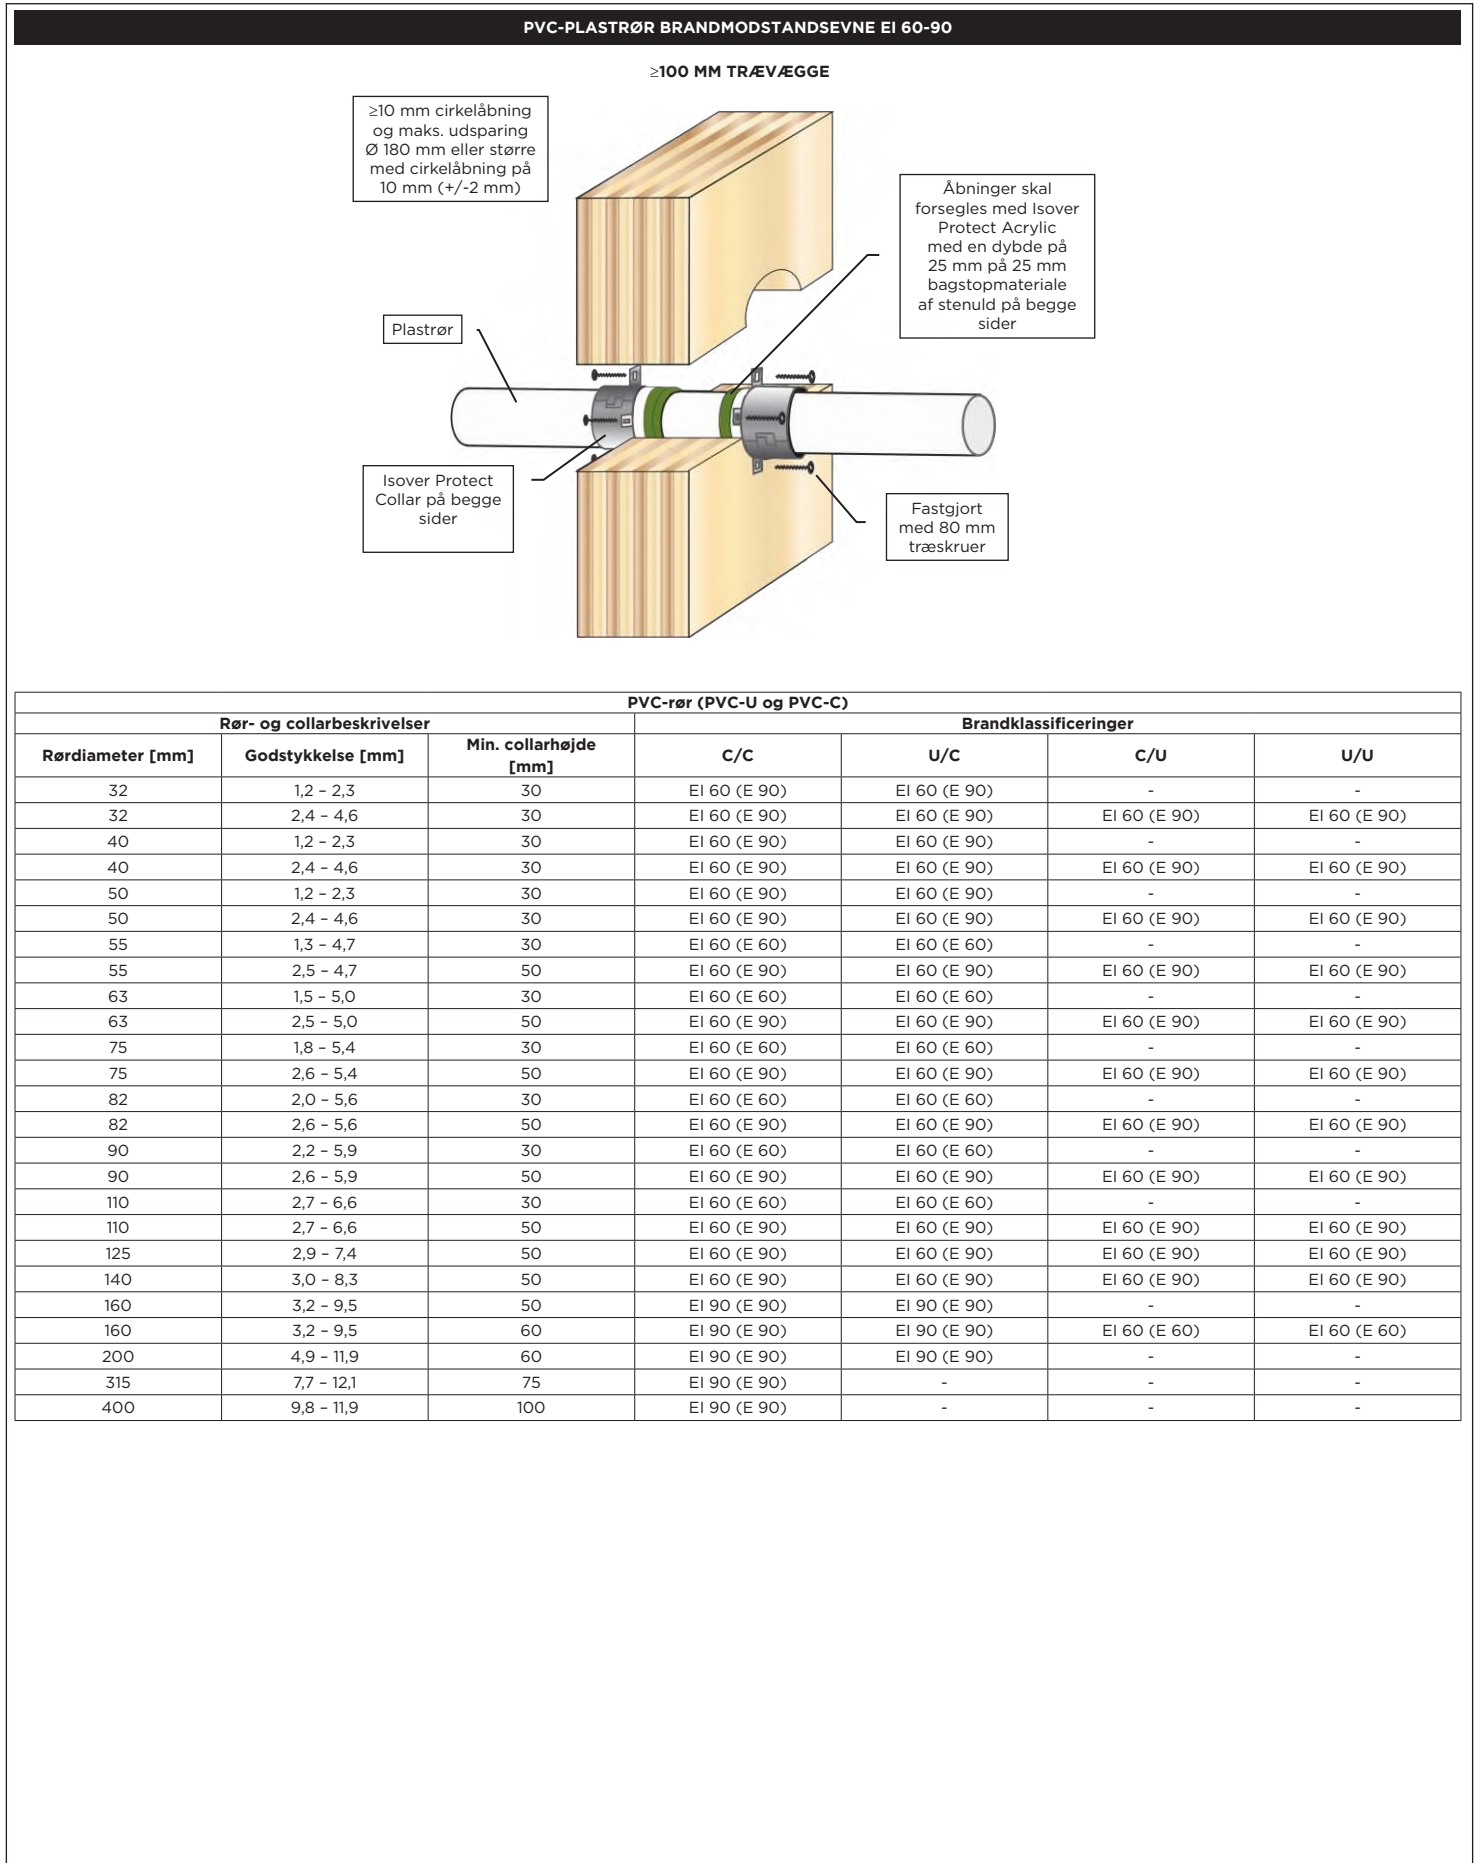 PVC-PLASTRØR BRANDMODSTANDSEVNE EI 60-90
≥100 MM TRÆVÆGGE
≥10 mm cirkelåbning
og maks. udsparing
Ø 180 mm eller større
med cirkelåbning på
10 mm (+/-2 mm)
Åbninger skal
forsegles med Isover
Protect Acrylic
med en dybde på
25 mm på 25 mm
bagstopmateriale
af stenuld på begge
sider
Plastrør
Isover Protect
Collar på begge
sider
Fastgjort
med 80 mm
træskruer
PVC-rør (PVC-U og PVC-C)
Rør- og collarbeskrivelser Brandklassificeringer
Rørdiameter [mm] Godstykkelse [mm] Min. collarhøjde [mm] C/C U/C C/U U/U
32 1,2 – 2,3 30 EI 60 (E 90) EI 60 (E 90) - -
32 2,4 – 4,6 30 EI 60 (E 90) EI 60 (E 90) EI 60 (E 90) EI 60 (E 90)
40 1,2 – 2,3 30 EI 60 (E 90) EI 60 (E 90) - -
40 2,4 – 4,6 30 EI 60 (E 90) EI 60 (E 90) EI 60 (E 90) EI 60 (E 90)
50 1,2 – 2,3 30 EI 60 (E 90) EI 60 (E 90) - -
50 2,4 – 4,6 30 EI 60 (E 90) EI 60 (E 90) EI 60 (E 90) EI 60 (E 90)
55 1,3 – 4,7 30 EI 60 (E 60) EI 60 (E 60) - -
55 2,5 – 4,7 50 EI 60 (E 90) EI 60 (E 90) EI 60 (E 90) EI 60 (E 90)
63 1,5 – 5,0 30 EI 60 (E 60) EI 60 (E 60) - -
63 2,5 – 5,0 50 EI 60 (E 90) EI 60 (E 90) EI 60 (E 90) EI 60 (E 90)
75 1,8 – 5,4 30 EI 60 (E 60) EI 60 (E 60) - -
75 2,6 – 5,4 50 EI 60 (E 90) EI 60 (E 90) EI 60 (E 90) EI 60 (E 90)
82 2,0 – 5,6 30 EI 60 (E 60) EI 60 (E 60) - -
82 2,6 – 5,6 50 EI 60 (E 90) EI 60 (E 90) EI 60 (E 90) EI 60 (E 90)
90 2,2 – 5,9 30 EI 60 (E 60) EI 60 (E 60) - -
90 2,6 – 5,9 50 EI 60 (E 90) EI 60 (E 90) EI 60 (E 90) EI 60 (E 90)
110 2,7 – 6,6 30 EI 60 (E 60) EI 60 (E 60) - -
110 2,7 – 6,6 50 EI 60 (E 90) EI 60 (E 90) EI 60 (E 90) EI 60 (E 90)
125 2,9 – 7,4 50 EI 60 (E 90) EI 60 (E 90) EI 60 (E 90) EI 60 (E 90)
140 3,0 – 8,3 50 EI 60 (E 90) EI 60 (E 90) EI 60 (E 90) EI 60 (E 90)
160 3,2 – 9,5 50 EI 90 (E 90) EI 90 (E 90) - -
160 3,2 – 9,5 60 EI 90 (E 90) EI 90 (E 90) EI 60 (E 60) EI 60 (E 60)
200 4,9 – 11,9 60 EI 90 (E 90) EI 90 (E 90) - -
315 7,7 – 12,1 75 EI 90 (E 90) - - -
400 9,8 – 11,9 100 EI 90 (E 90) - - -